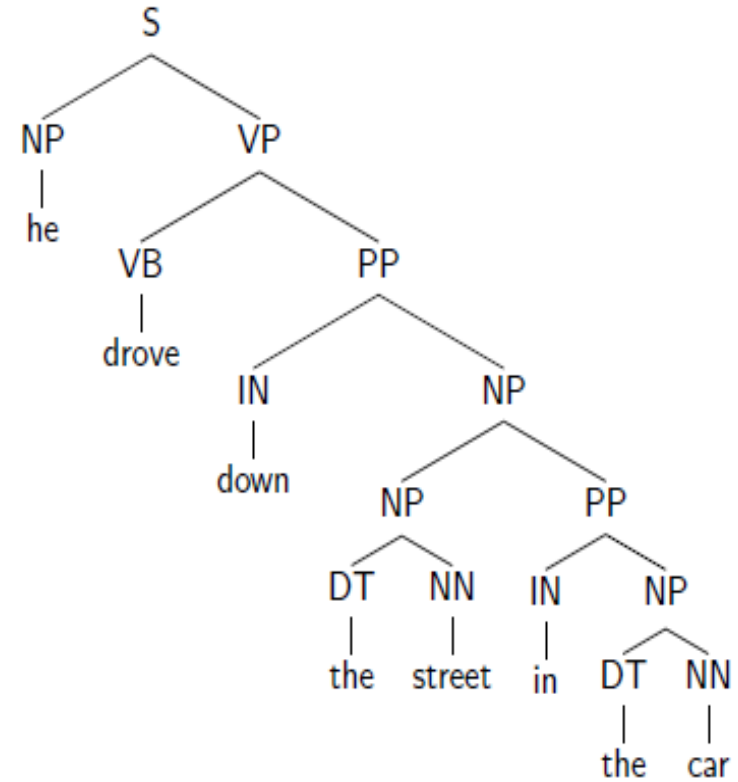 S
NP VP
he
VB PP
drove
IN NP
down
NP PP
DT NN IN NP
the street in DT NN
the car